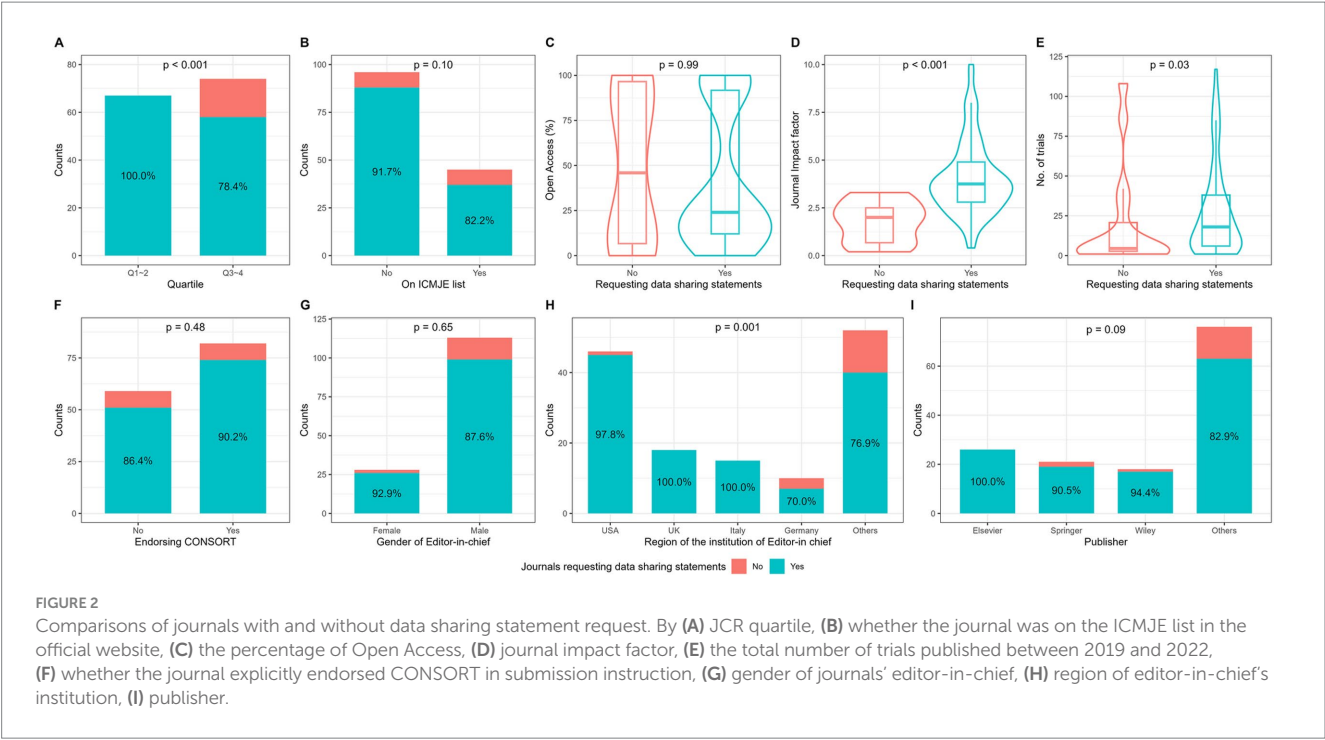 A
p < 0.001
80
60
40
20
0
Counts
100.0%
78.4%
Q1−2
Q3−4
Quartile
B
p = 0.10
100
75
50
25
0
Counts
91.7%
82.2%
No
Yes
On ICMJE list
C
p = 0.99
100
75
50
25
0
Open Access (%)
No
Yes
Requesting data sharing statements
D
p < 0.001
10.0
7.5
5.0
2.5
0.0
Journal Impact factor
No
Yes
Requesting data sharing statements
E
p = 0.03
125
100
75
50
25
0
No. of trials
No
Yes
Requesting data sharing statements
F
p = 0.48
75
50
25
0
Counts
86.4%
90.2%
No
Yes
Endorsing CONSORT
G
p = 0.65
125
100
75
50
25
0
Counts
92.9%
87.6%
Female
Male
Gender of Editor-in-chief
H
p = 0.001
40
20
0
Counts
97.8%
100.0%
100.0%
70.0%
76.9%
USA
UK
Italy
Germany
Others
Region of the institution of Editor-in chief
I
p = 0.09
60
40
20
0
Counts
100.0%
90.5%
94.4%
82.9%
Elsevier
Springer
Wiley
Others
Publisher
Journals requesting data sharing statements No Yes
FIGURE 2
Comparisons of journals with and without data sharing statement request. By (A) JCR quartile, (B) whether the journal was on the ICMJE list in the
official website, (C) the percentage of Open Access, (D) journal impact factor, (E) the total number of trials published between 2019 and 2022,
(F) whether the journal explicitly endorsed CONSORT in submission instruction, (G) gender of journals’ editor-in-chief, (H) region of editor-in-chief’s
institution, (I) publisher.